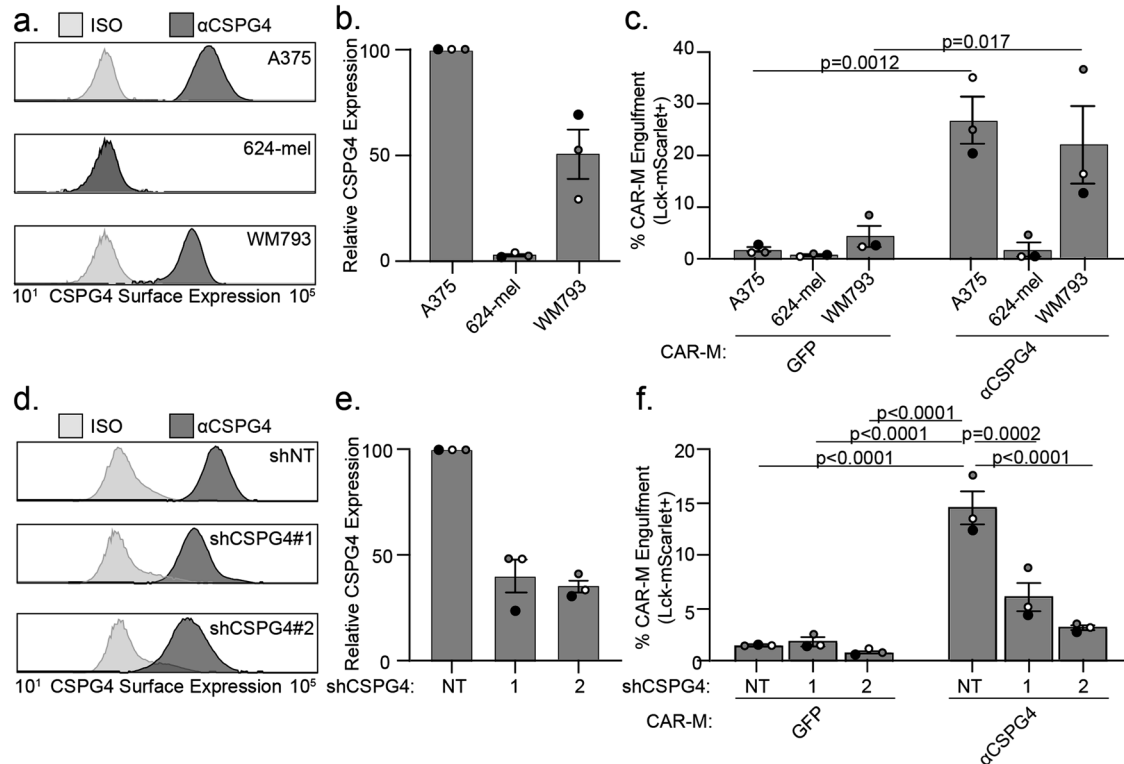 a.
ISO
αCSPG4
A375
624-mel
WM793
10¹ CSPG4 Surface Expression 10⁵
b.
Relative CSPG4 Expression
100
50
0
A375
624-mel
WM793
c.
% CAR-M Engulfment
(Lck-mScarlet+)
40
30
20
10
0
p=0.017
p=0.0012
A375
624-mel
WM793
A375
624-mel
WM793
CAR-M:
GFP
αCSPG4
d.
ISO
αCSPG4
shNT
shCSPG4#1
shCSPG4#2
10¹ CSPG4 Surface Expression 10⁵
e.
Relative CSPG4 Expression
100
50
0
shCSPG4: NT 1 2
f.
% CAR-M Engulfment
(Lck-mScarlet+)
20
15
10
5
0
p<0.0001
p<0.0001 p=0.0002
p<0.0001 p<0.0001
shCSPG4: NT 1 2 NT 1 2
CAR-M:
GFP
αCSPG4